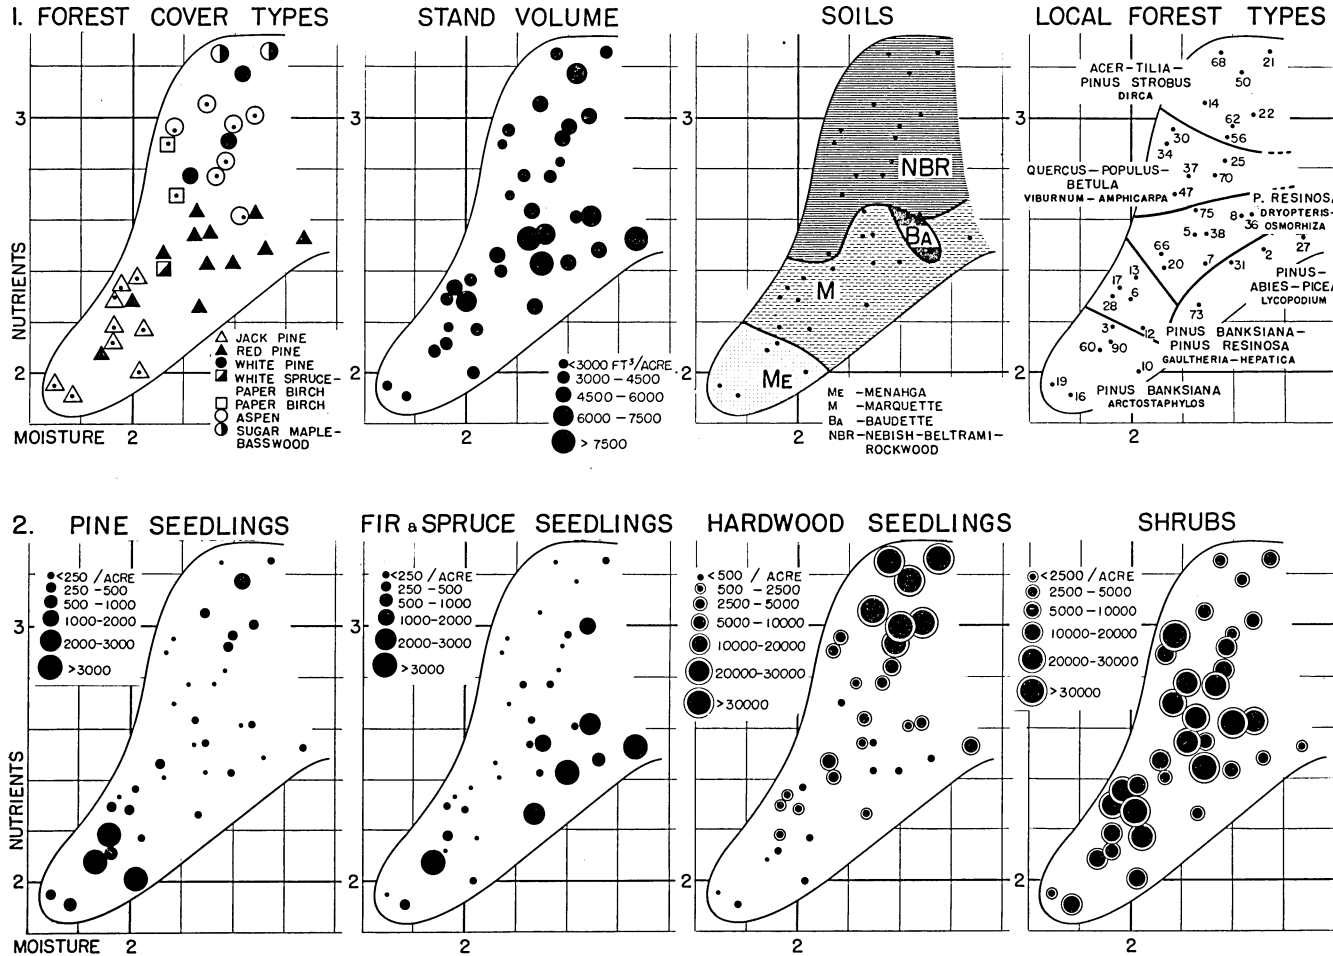 1. FOREST COVER TYPES
STAND VOLUME
SOILS
LOCAL FOREST TYPES
NUTRIENTS
3
2
MOISTURE 2
JACK PINE
RED PINE
WHITE PINE
WHITE SPRUCE-
PAPER BIRCH
PAPER BIRCH
ASPEN
SUGAR MAPLE-
BASSWOOD
3
2
2
<3000 FT³/ACRE
3000-4500
4500-6000
6000-7500
> 7500
3
2
2
NBR
BA
M
ME
ME -MENAHGA
M -MARQUETTE
BA -BAUDETTE
NBR-NEBISH-BELTRAMI-
ROCKWOOD
3
2
2
ACER-TILIA-
PINUS STROBUS
DIRCA
68
21
50
14
22
62
56
30
34
QUERCUS-POPULUS-
BETULA
VIBURNUM-AMPHICARPA
37
25
70
47
P. RESINOSA
DRYOPTERIS-
OSMORHIZA
75
8
36
5
38
27
66
20
7
31
2
PINUS-
ABIES-PICEA
LYCOPODIUM
17
13
28
6
73
PINUS BANKSIANA-
PINUS RESINOSA
GAULTHERIA-HEPATICA
3
12
60
90
10
19
16
PINUS BANKSIANA
ARCTOSTAPHYLOS
2. PINE SEEDLINGS
FIR & SPRUCE SEEDLINGS
HARDWOOD SEEDLINGS
SHRUBS
NUTRIENTS
3
2
MOISTURE 2
<250 / ACRE
250-500
500-1000
1000-2000
2000-3000
>3000
3
2
2
<250 / ACRE
250-500
500-1000
1000-2000
2000-3000
>3000
3
2
2
<500 / ACRE
500-2500
2500-5000
5000-10000
10000-20000
20000-30000
>30000
3
2
2
<2500/ACRE
2500-5000
5000-10000
10000-20000
20000-30000
>30000
3
2
2